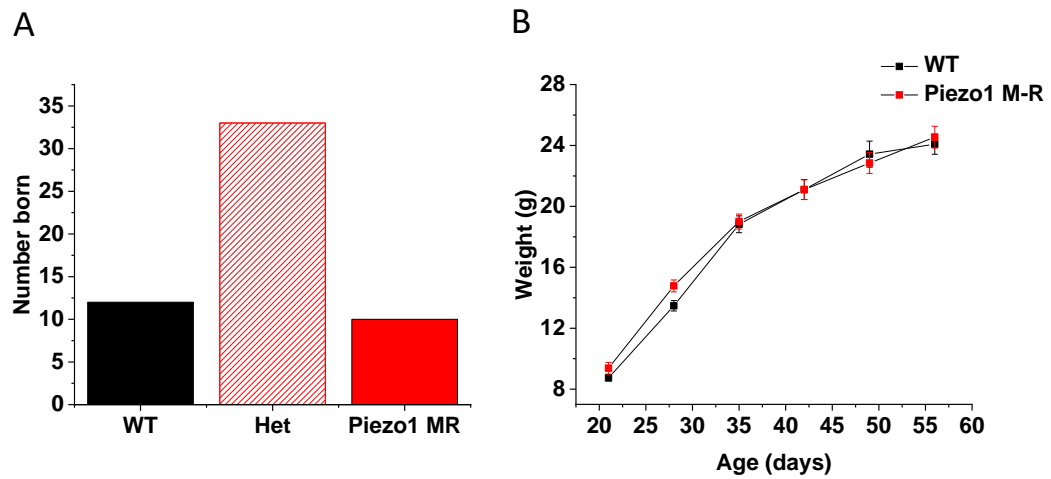 A
Number born
35
30
25
20
15
10
5
0
WT Het Piezo1 MR
B
WT
Piezo1 M-R
Weight (g)
28
24
20
16
12
8
20 25 30 35 40 45 50 55 60
Age (days)